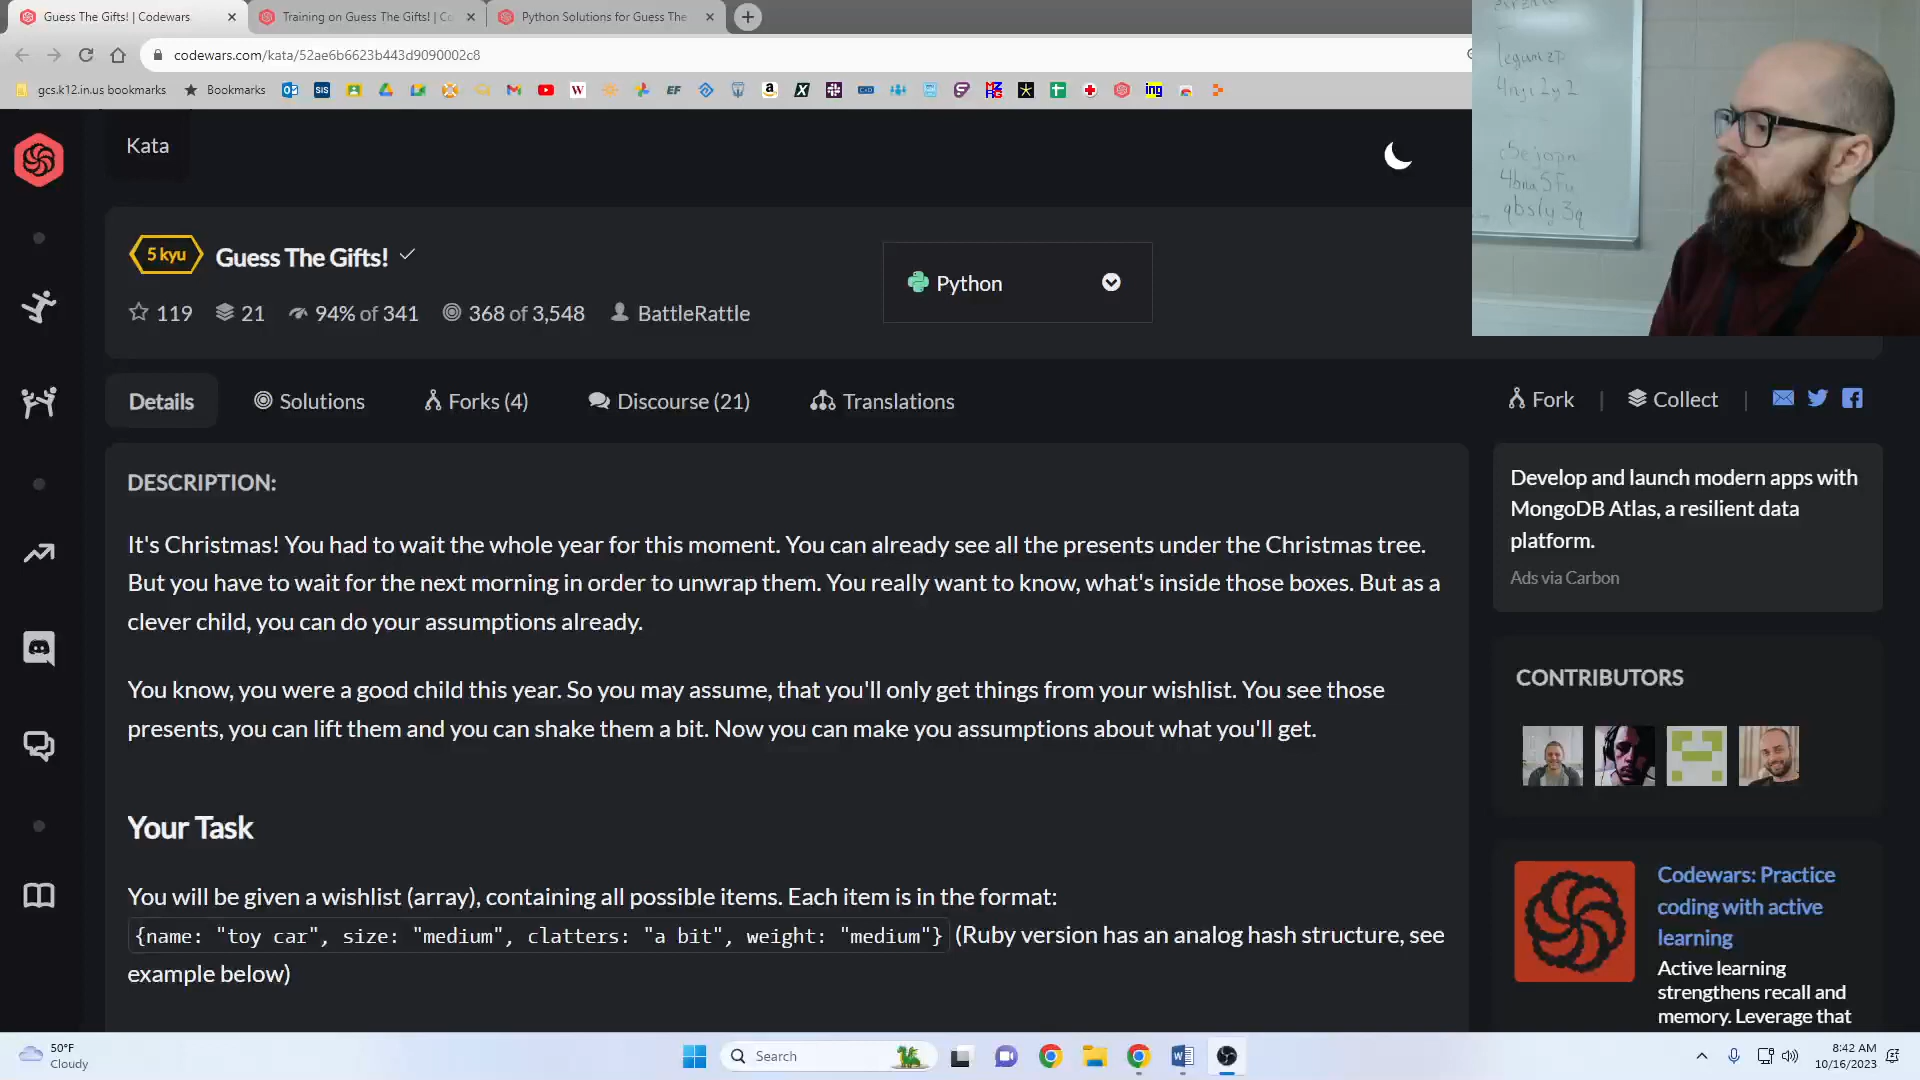 Guess The Gifts! | Codewars
Training on Guess The Gifts! | Co
Python Solutions for Guess The
codewars.com/kata/52ae6b6623b443d9090002c8
gcs.k12.in.us bookmarks
Bookmarks
SIS
W
EF
X
ing
Kata
5 kyu
Guess The Gifts!
119
21
94% of 341
368 of 3,548
BattleRattle
Python
Details
Solutions
Forks (4)
Discourse (21)
Translations
Fork
|
Collect
|
DESCRIPTION:
It's Christmas! You had to wait the whole year for this moment. You can already see all the presents under the Christmas tree.
But you have to wait for the next morning in order to unwrap them. You really want to know, what's inside those boxes. But as a
clever child, you can do your assumptions already.
You know, you were a good child this year. So you may assume, that you'll only get things from your wishlist. You see those
presents, you can lift them and you can shake them a bit. Now you can make you assumptions about what you'll get.
Your Task
You will be given a wishlist (array), containing all possible items. Each item is in the format:
{name: "toy car", size: "medium", clatters: "a bit", weight: "medium"} (Ruby version has an analog hash structure, see
example below)
Develop and launch modern apps with
MongoDB Atlas, a resilient data
platform.
Ads via Carbon
CONTRIBUTORS
Codewars: Practice
coding with active
learning
Active learning
strengthens recall and
memory. Leverage that
50°F
Cloudy
Search
8:42 AM
10/16/2023